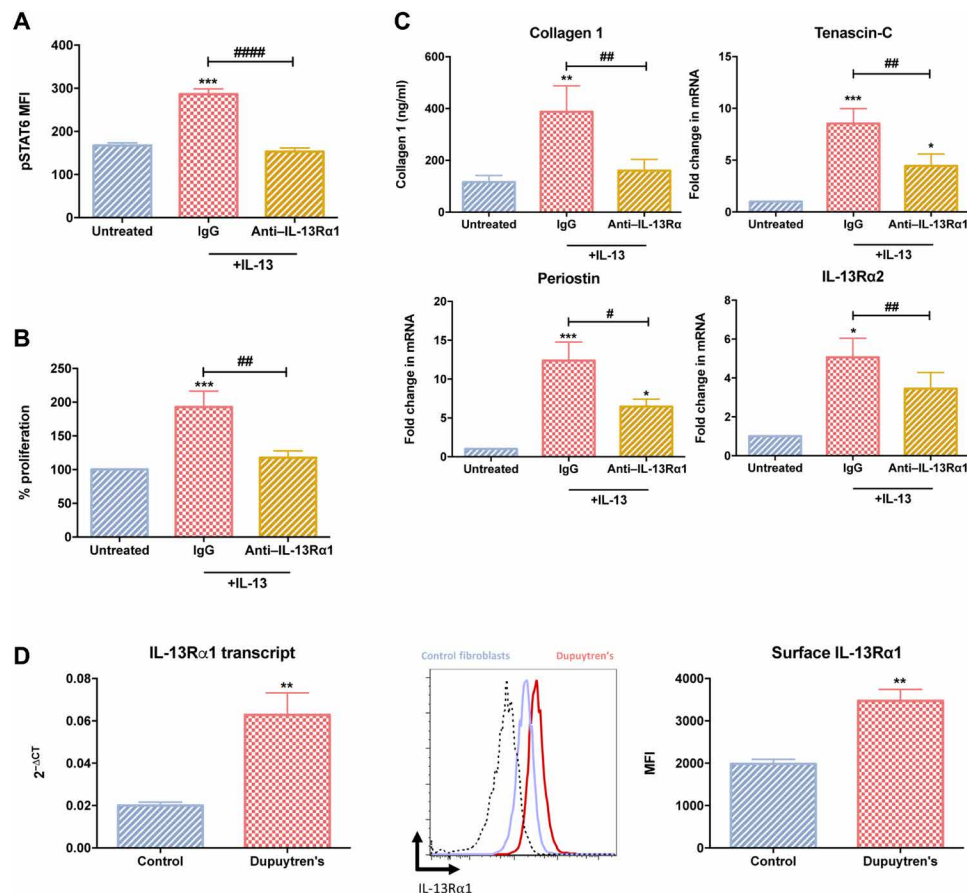 A
pSTAT6 MFI
400
300
200
100
0
***
####
Untreated
IgG
Anti–IL-13Rα1
+IL-13
B
% proliferation
250
200
150
100
50
0
***
##
Untreated
IgG
Anti–IL-13Rα1
+IL-13
C
Collagen 1
Collagen 1 (ng/ml)
600
400
200
0
**
##
Untreated
IgG
Anti–IL-13Rα
+IL-13
Tenascin-C
Fold change in mRNA
15
10
5
0
***
##
*
Untreated
IgG
Anti-IL-13Rα1
+IL-13
Periostin
Fold change in mRNA
20
15
10
5
0
***
#
*
Untreated
IgG
Anti-IL-13Rα1
+IL-13
IL-13Rα2
Fold change in mRNA
6
4
2
0
*
##
Untreated
IgG
Anti-IL-13Rα1
+IL-13
D
IL-13Rα1 transcript
2^−ΔCT
0.08
0.06
0.04
0.02
0.00
**
Control
Dupuytren's
Control fibroblasts
Dupuytren's
IL-13Rα1
Surface IL-13Rα1
MFI
4000
3000
2000
1000
0
**
Control
Dupuytren's